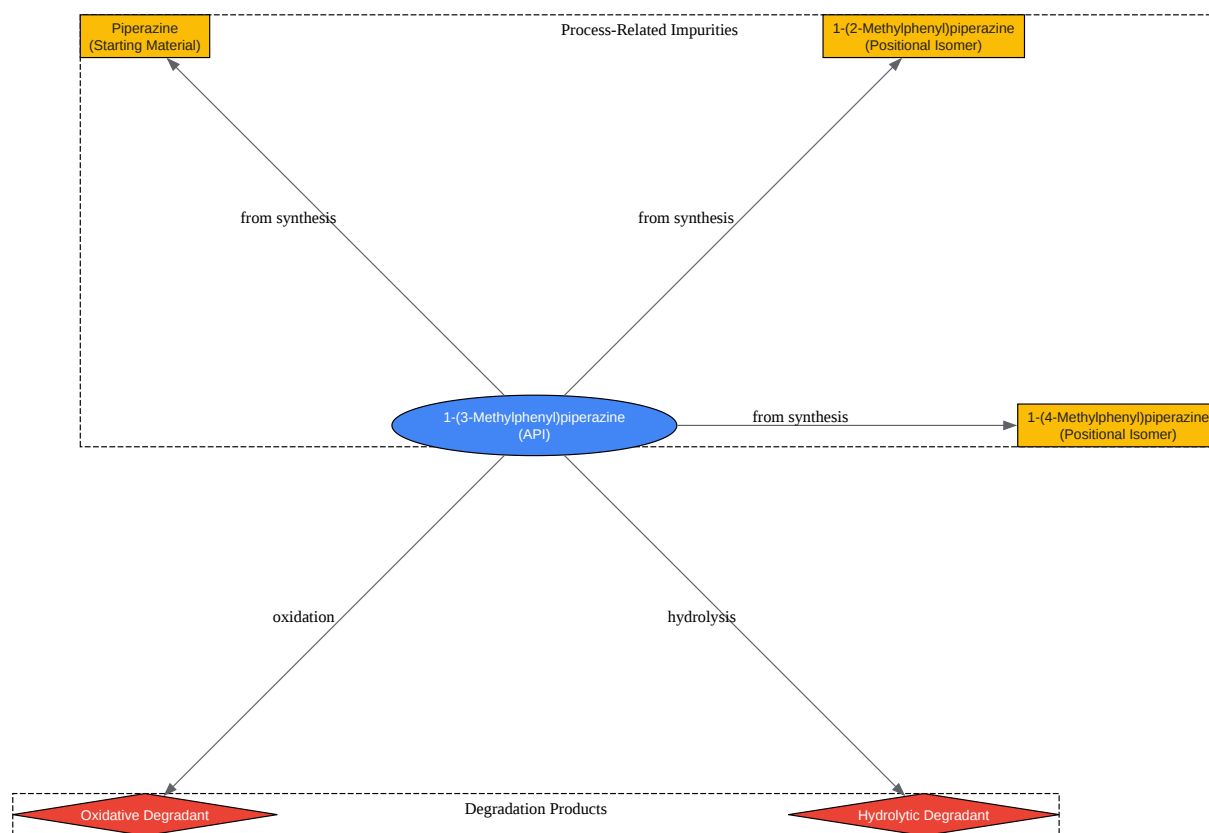 Piperazine
(Starting Material)
Process-Related Impurities
1-(2-Methylphenyl)piperazine
(Positional Isomer)
from synthesis
from synthesis
1-(3-Methylphenyl)piperazine
(API)
from synthesis
1-(4-Methylphenyl)piperazine
(Positional Isomer)
oxidation
hydrolysis
Oxidative Degradant
Degradation Products
Hydrolytic Degradant